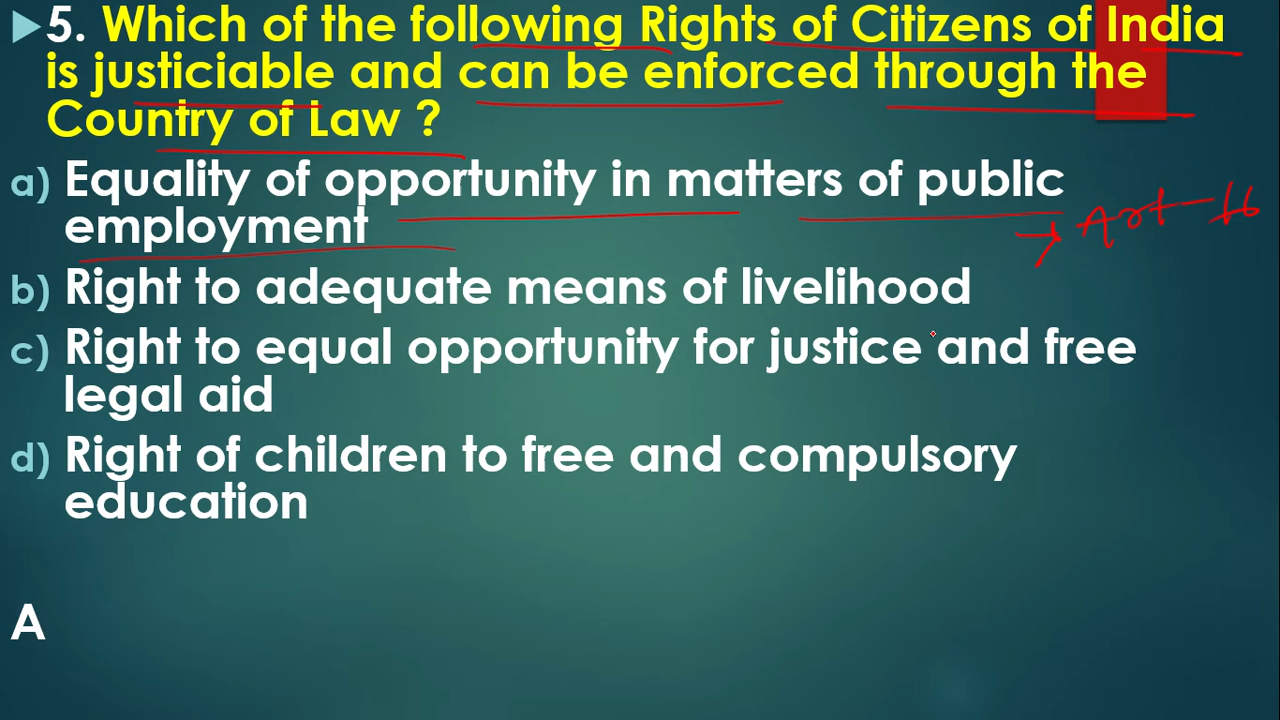 5. Which of the following Rights of Citizens of India
is justiciable and can be enforced through the
Country of Law ?
a) Equality of opportunity in matters of public
employment
→ Art-16
b) Right to adequate means of livelihood
c) Right to equal opportunity for justice and free
legal aid
d) Right of children to free and compulsory
education
A